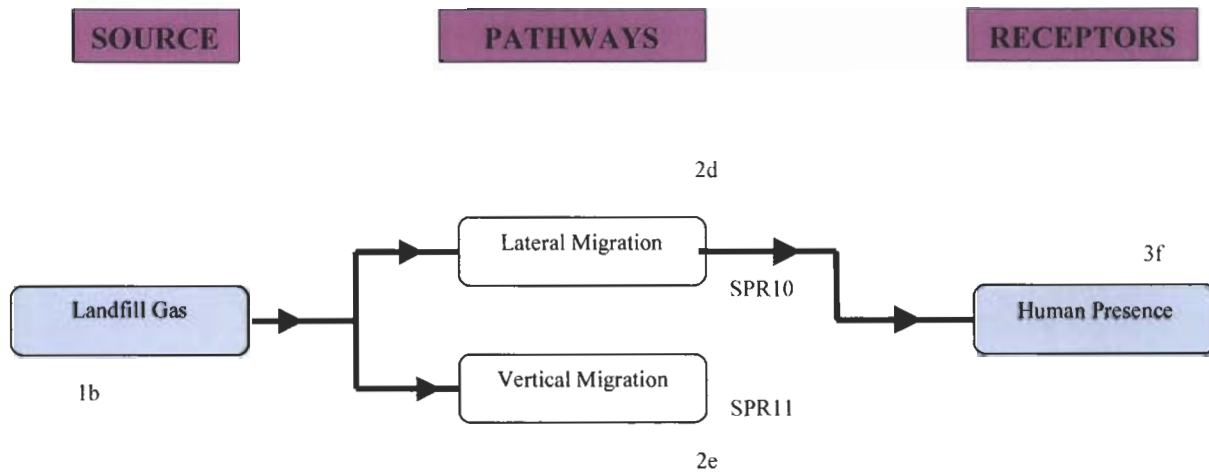 SOURCE
PATHWAYS
RECEPTORS
2d
Lateral Migration
3f
SPR10
Landfill Gas
Human Presence
Vertical Migration
1b
SPR11
2e